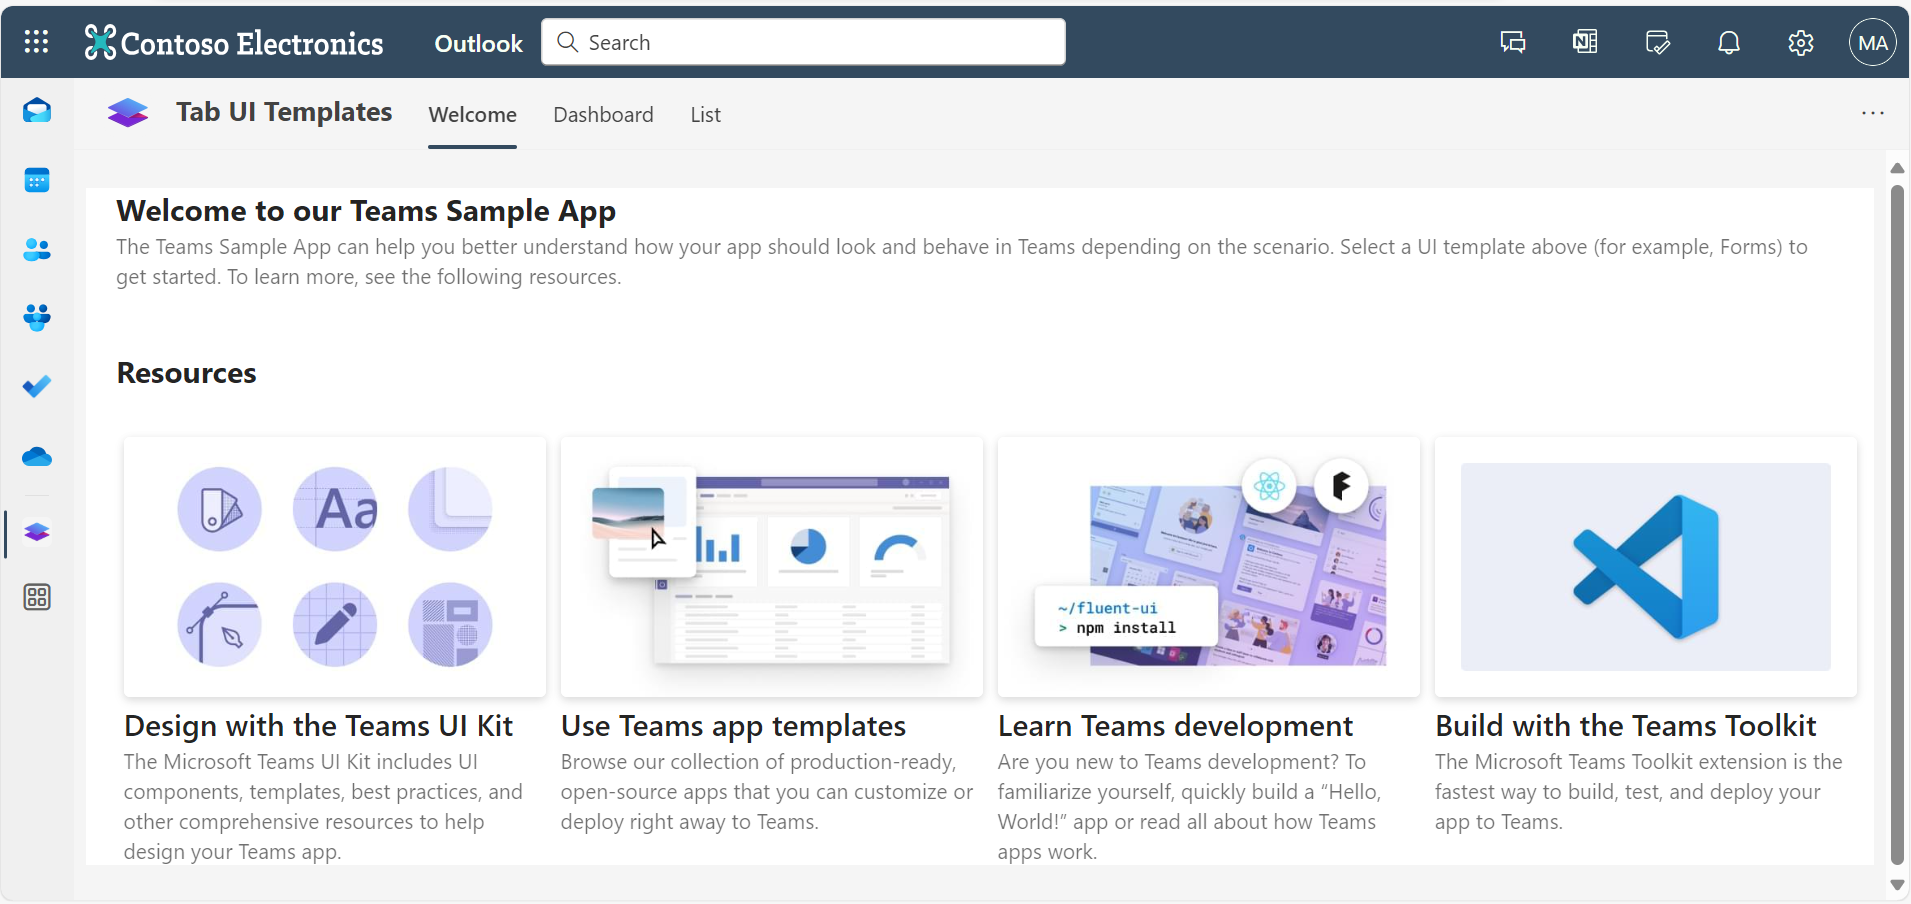 Contoso Electronics
Outlook
Search
MA
Tab UI Templates
Welcome
Dashboard
List
Welcome to our Teams Sample App
The Teams Sample App can help you better understand how your app should look and behave in Teams depending on the scenario. Select a UI template above (for example, Forms) to
get started. To learn more, see the following resources.
Resources
Aa
~/fluent-ui
> npm install
Design with the Teams UI Kit
The Microsoft Teams UI Kit includes UI
components, templates, best practices, and
other comprehensive resources to help
design your Teams app.
Use Teams app templates
Browse our collection of production-ready,
open-source apps that you can customize or
deploy right away to Teams.
Learn Teams development
Are you new to Teams development? To
familiarize yourself, quickly build a “Hello,
World!” app or read all about how Teams
apps work.
Build with the Teams Toolkit
The Microsoft Teams Toolkit extension is the
fastest way to build, test, and deploy your
app to Teams.